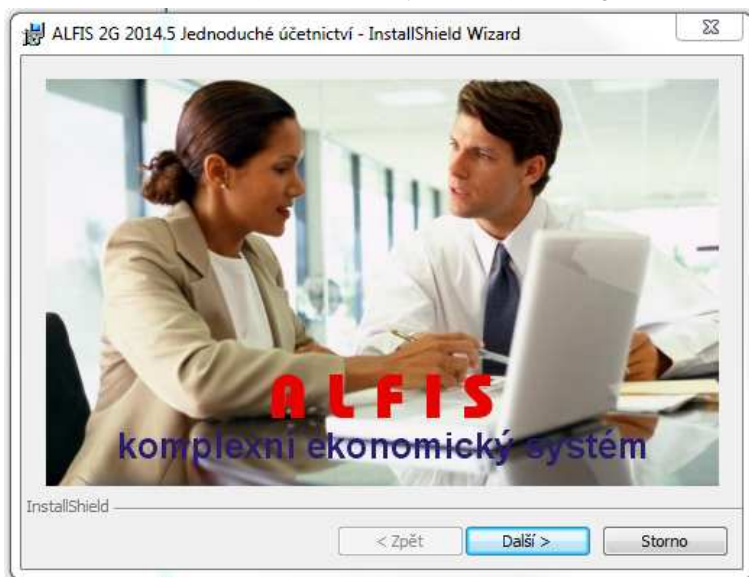 ALFIS 2G 2014.5 Jednoduché účetnictví - InstallShield Wizard
ALFIS
komplexní ekonomický systém
InstallShield
< Zpět Další > Storno